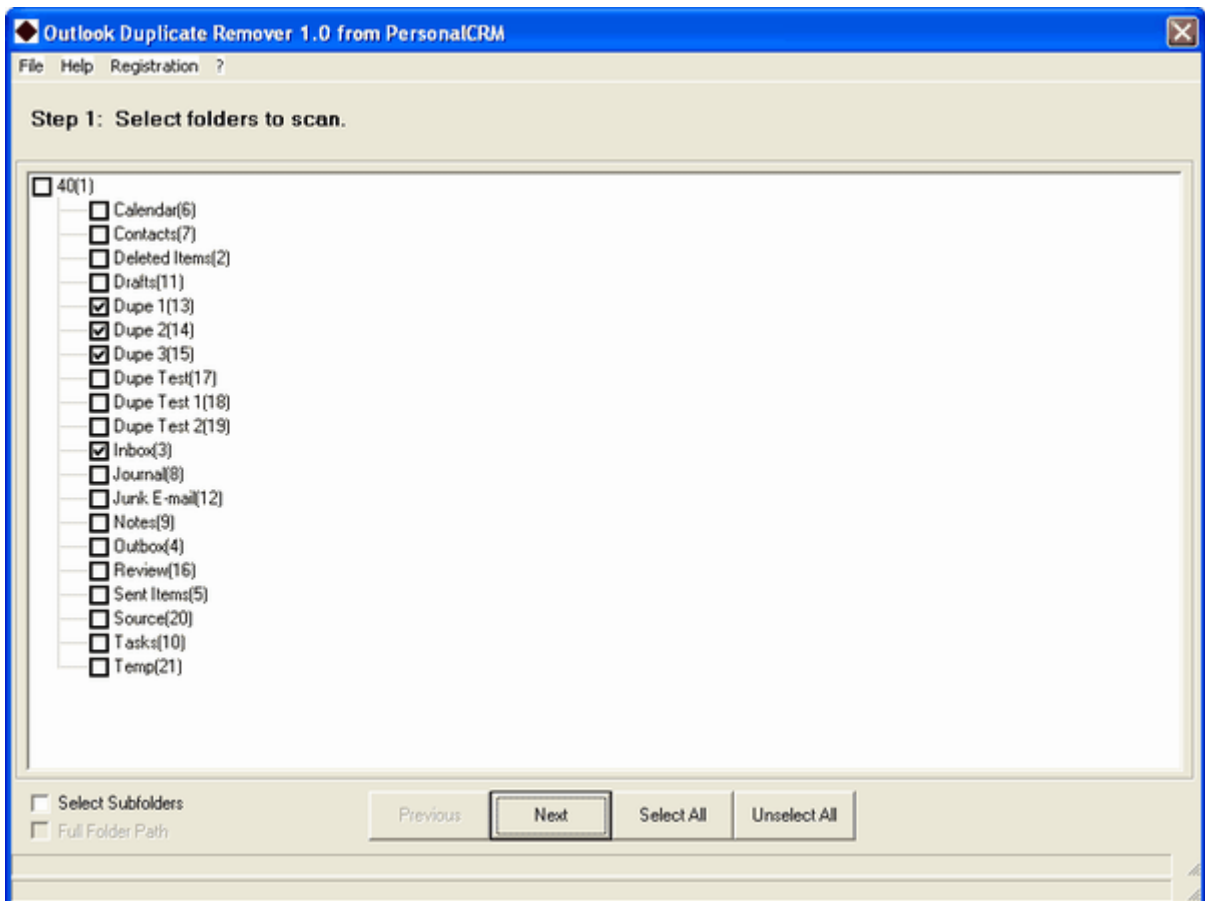 Outlook Duplicate Remover 1.0 from PersonalCRM
File Help Registration ?
Step 1: Select folders to scan.
40(1)
Calendar(6)
Contacts(7)
Deleted Items(2)
Drafts(11)
Dupe 1(13)
Dupe 2(14)
Dupe 3(15)
Dupe Test(17)
Dupe Test 1(18)
Dupe Test 2(19)
Inbox(3)
Journal(8)
Junk E-mail(12)
Notes(9)
Outbox(4)
Review(16)
Sent Items(5)
Source(20)
Tasks(10)
Temp(21)
Select Subfolders
Full Folder Path
Previous Next Select All Unselect All